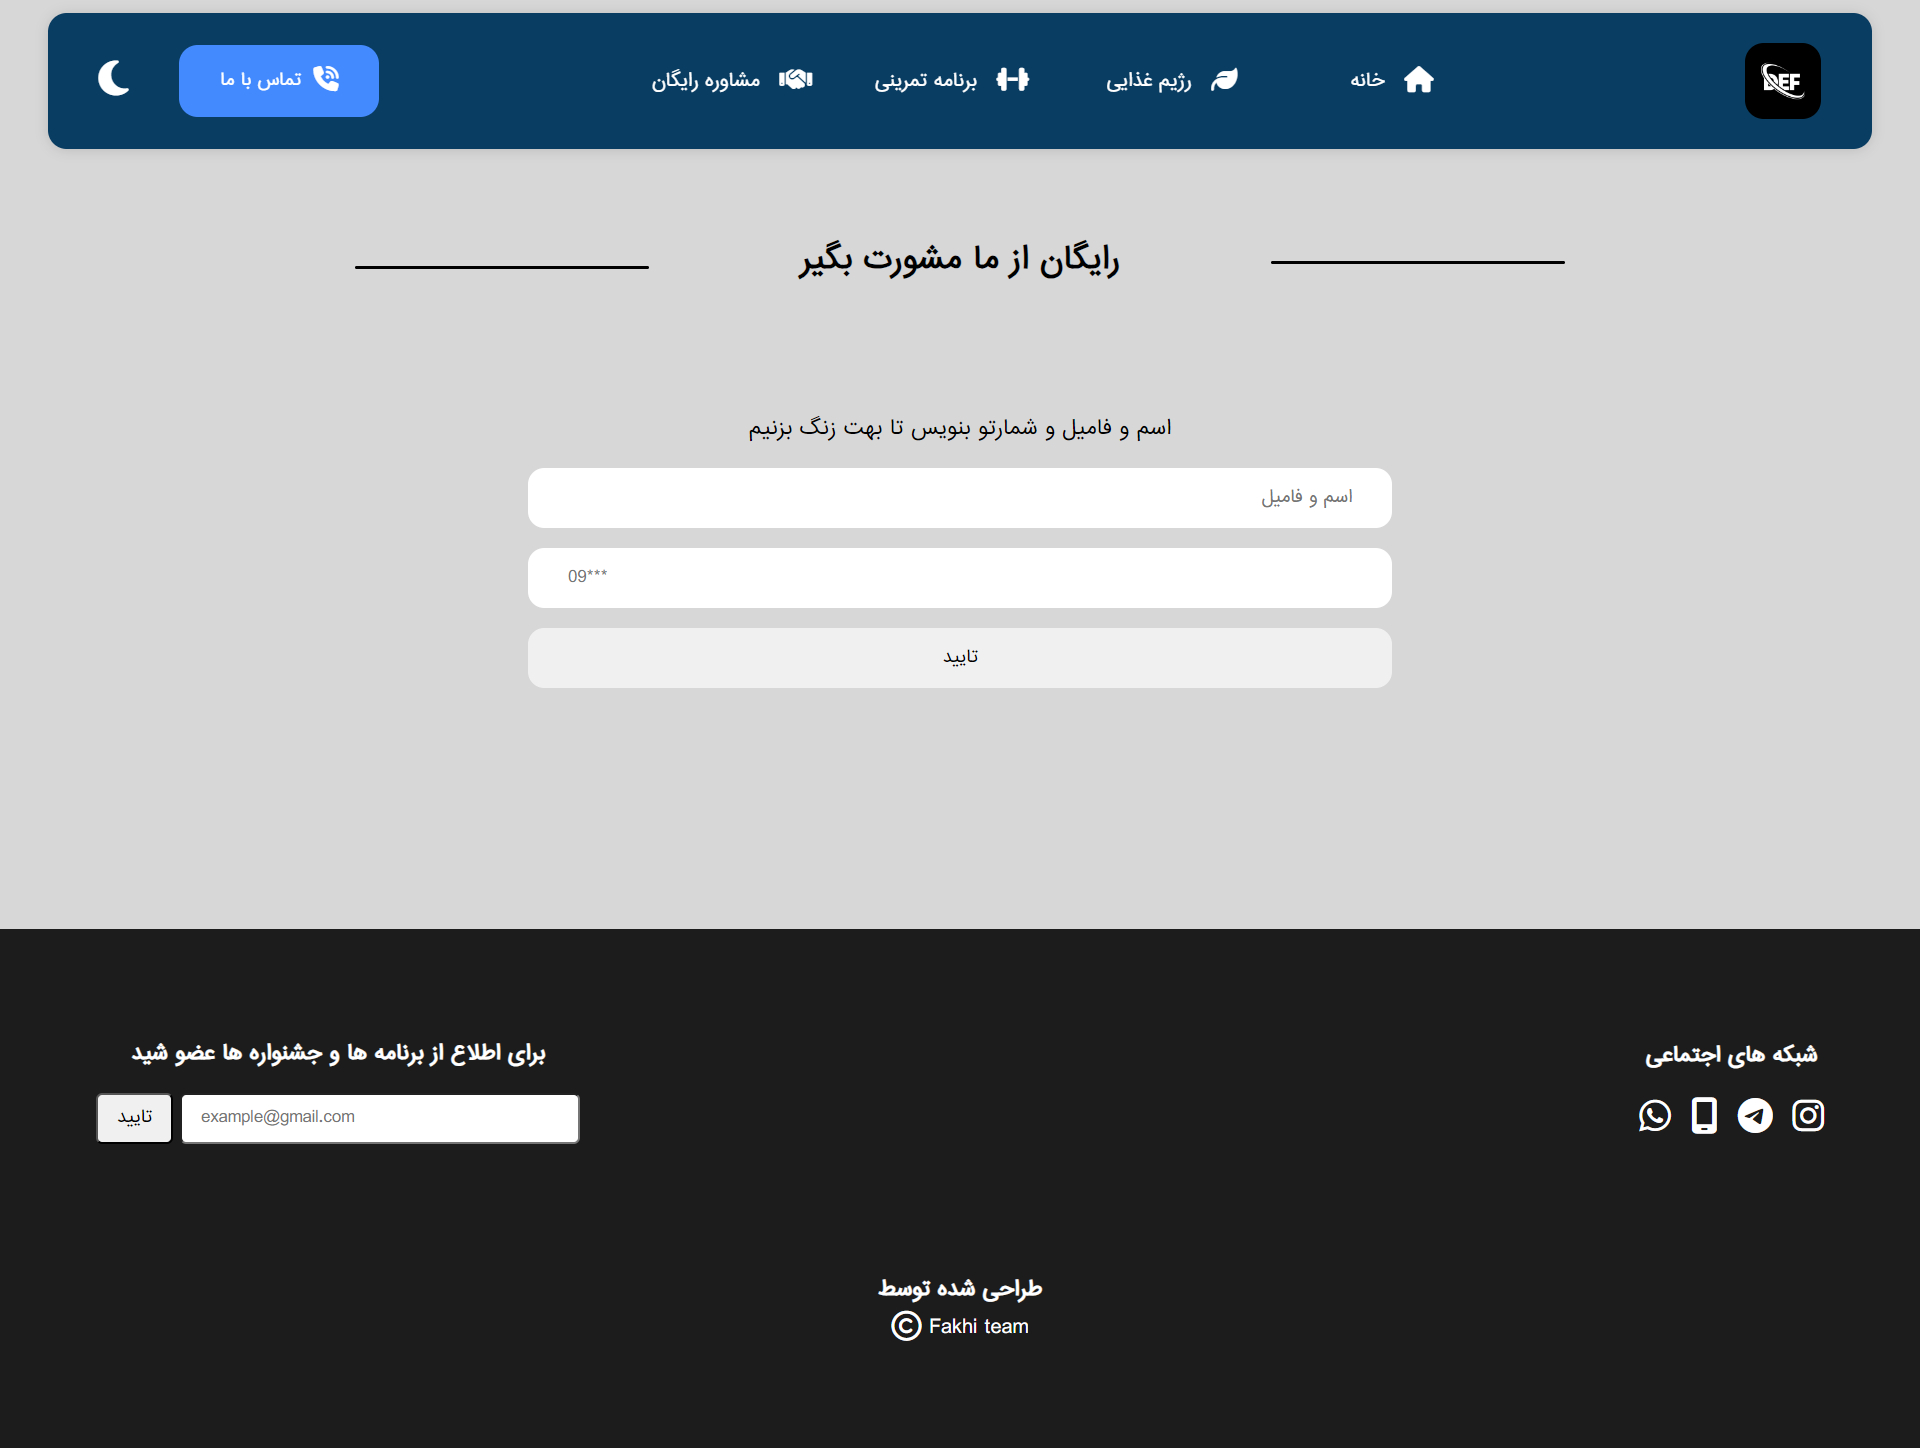 DEF
خانه
رژیم غذایی
برنامه تمرینی
مشاوره رایگان
تماس با ما
رایگان از ما مشورت بگیر
اسم و فامیل و شمارتو بنویس تا بهت زنگ بزنیم
اسم و فامیل
09***
تایید
شبکه های اجتماعی
برای اطلاع از برنامه ها و جشنواره ها عضو شید
example@gmail.com
تایید
طراحی شده توسط
© Fakhi team